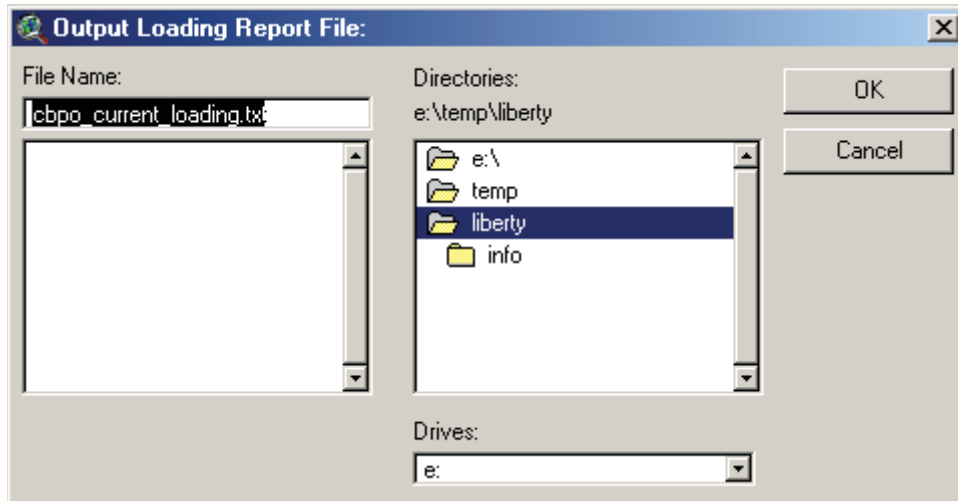 Output Loading Report File:
File Name:
cbpo_current_loading.txt
Directories:
e:\temp\liberty
e:\
temp
liberty
info
Drives:
e:
OK
Cancel